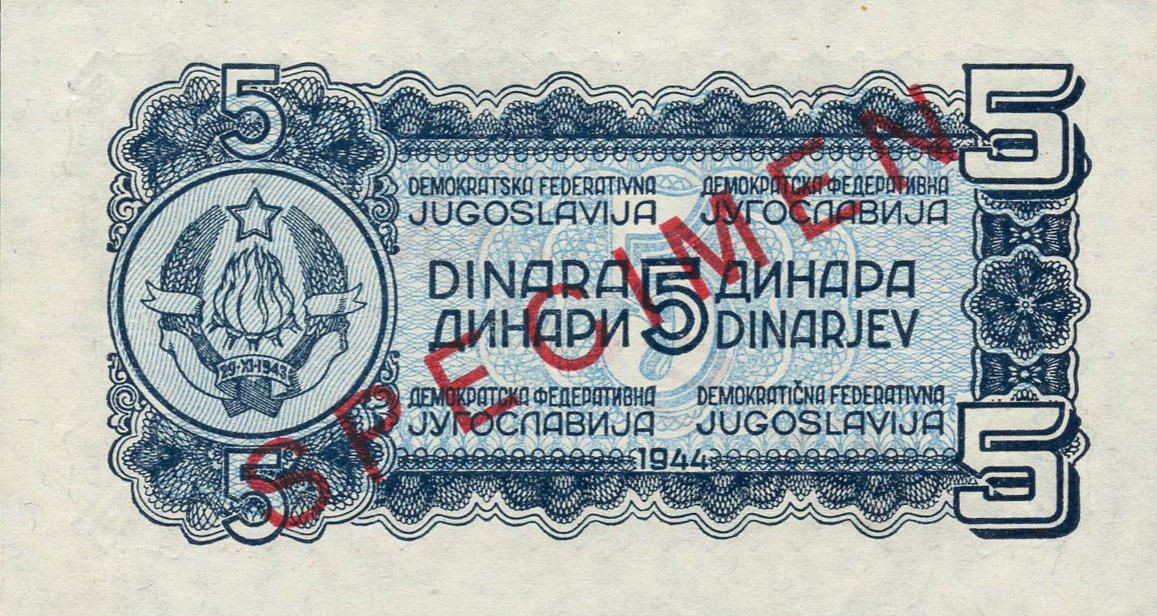 5
5
DEMOKRATSKA FEDERATIVNA
JUGOSLAVIJA
ДЕМОКРАТСКА ФЕДЕРАТИВНА
ЈУГОСЛАВИЈА
DINARA 5 ДИНАРА
ДИНАРИ DINARJEV
29·XI·1943
ДЕМОКРАТСКА ФЕДЕРАТИВНА
ЈУГОСЛАВИЈА
DEMOKRATIČNA FEDERATIVNA
JUGOSLAVIJA
1944
5
5
SPECIMEN